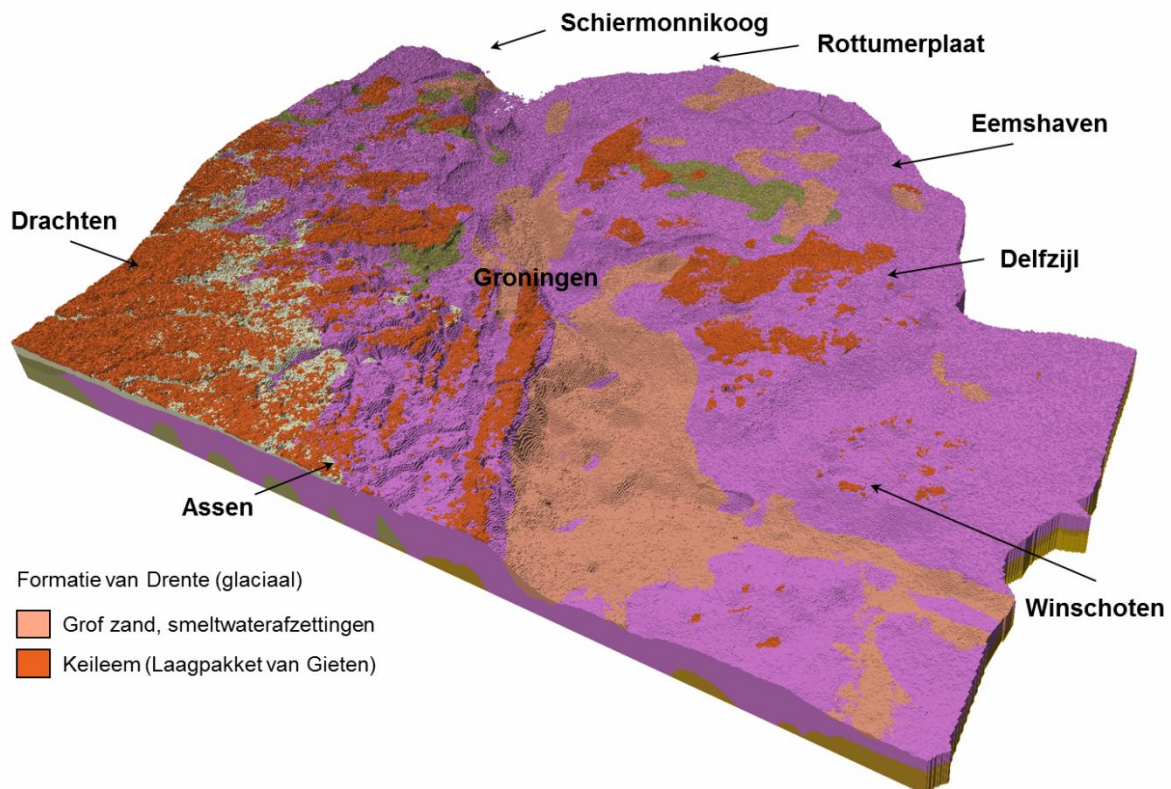 Schiermonnikoog
Rottumerplaat
Eemshaven
Drachten
Delfzijl
Groningen
Assen
Winschoten
Formatie van Drente (glaciaal)
Grof zand, smeltwaterafzettingen
Keileem (Laagpakket van Gieten)